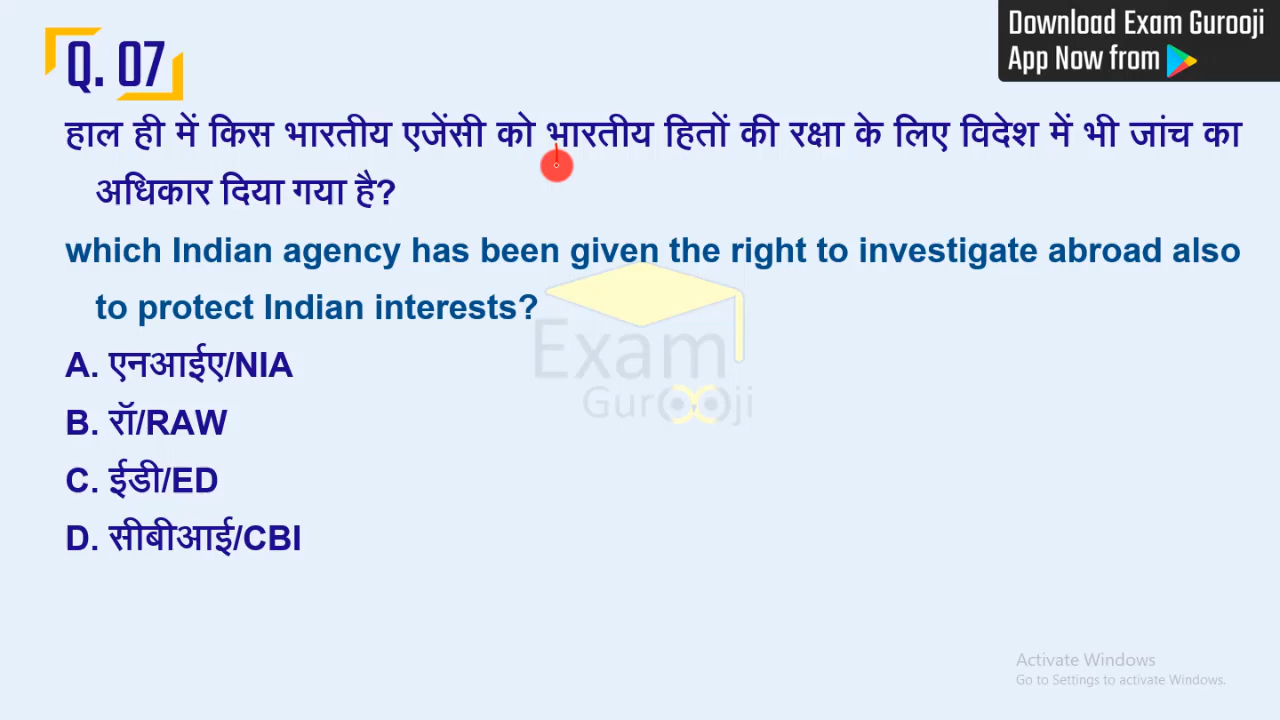 Download Exam Gurooji
App Now from
Q. 07
हाल ही में किस भारतीय एजेंसी को भारतीय हितों की रक्षा के लिए विदेश में भी जांच का
अधिकार दिया गया है?
which Indian agency has been given the right to investigate abroad also
to protect Indian interests?
Exam
Gurooji
A. एनआईए/NIA
B. रॉ/RAW
C. ईडी/ED
D. सीबीआई/CBI
Activate Windows
Go to Settings to activate Windows.